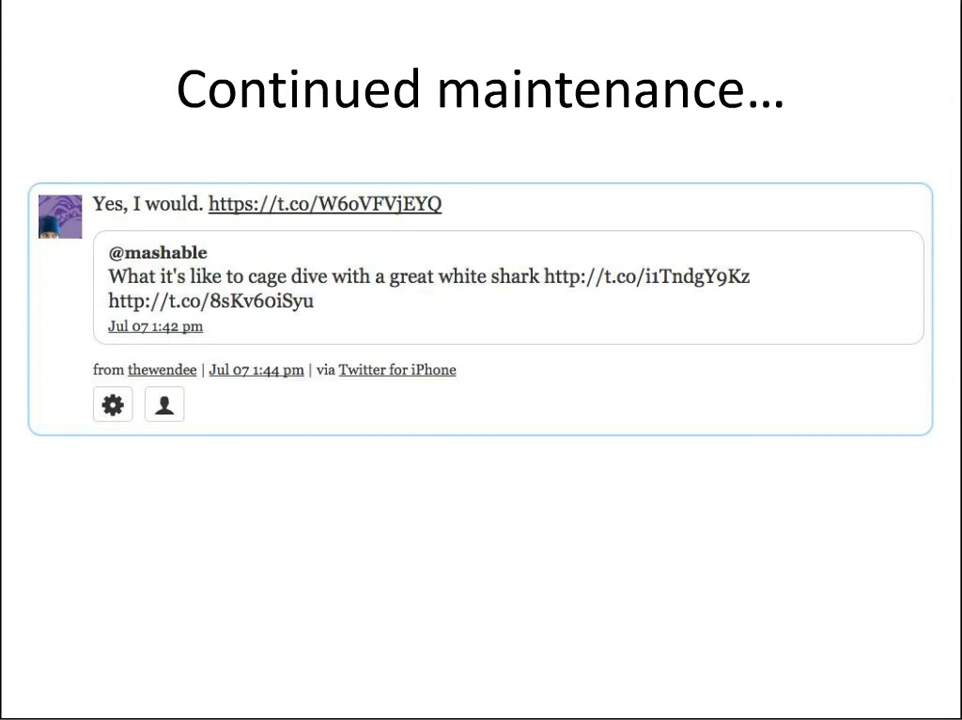 Continued maintenance…
Yes, I would. https://t.co/W6oVFVjEYQ
@mashable
What it's like to cage dive with a great white shark http://t.co/i1TndgY9Kz
http://t.co/8sKv60iSyu
Jul 07 1:42 pm
from thewendee | Jul 07 1:44 pm | via Twitter for iPhone